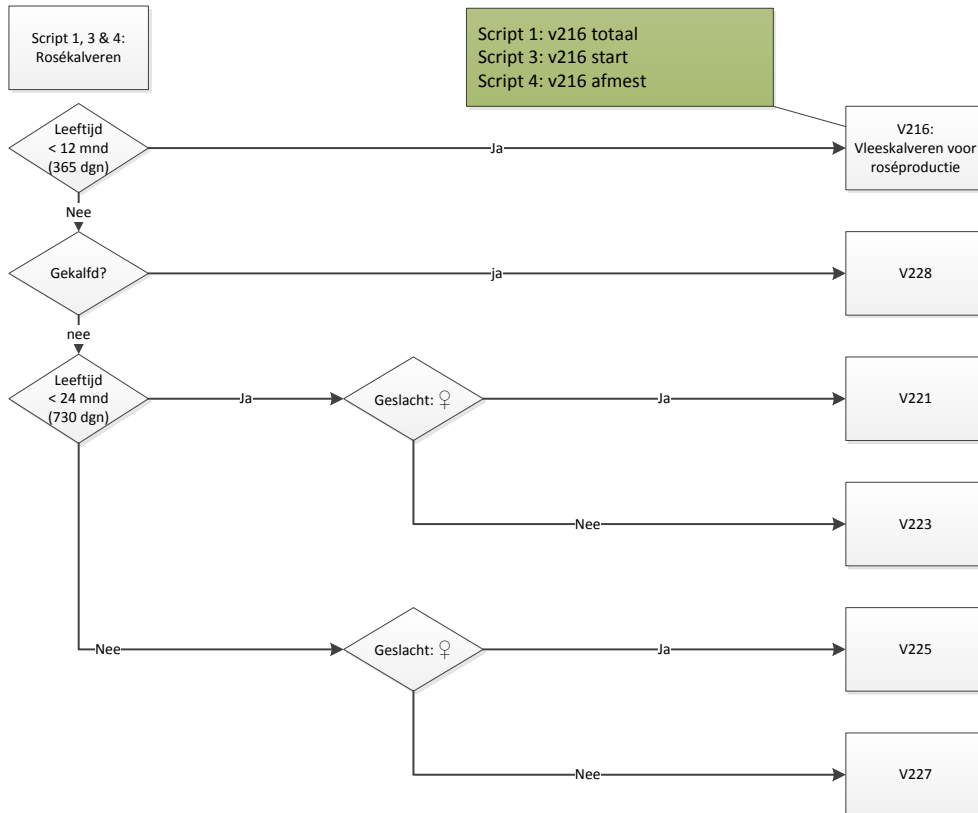 Script 1, 3 & 4:
Rosékalveren
Script 1: v216 totaal
Script 3: v216 start
Script 4: v216 afmest
Leeftijd
< 12 mnd
(365 dgn)
Ja
V216:
Vleeskalveren voor
roséproductie
Nee
Gekalfd?
ja
V228
nee
Leeftijd
< 24 mnd
(730 dgn)
Ja
Geslacht: ♀
Ja
V221
Nee
V223
Nee
Geslacht: ♀
Ja
V225
Nee
V227